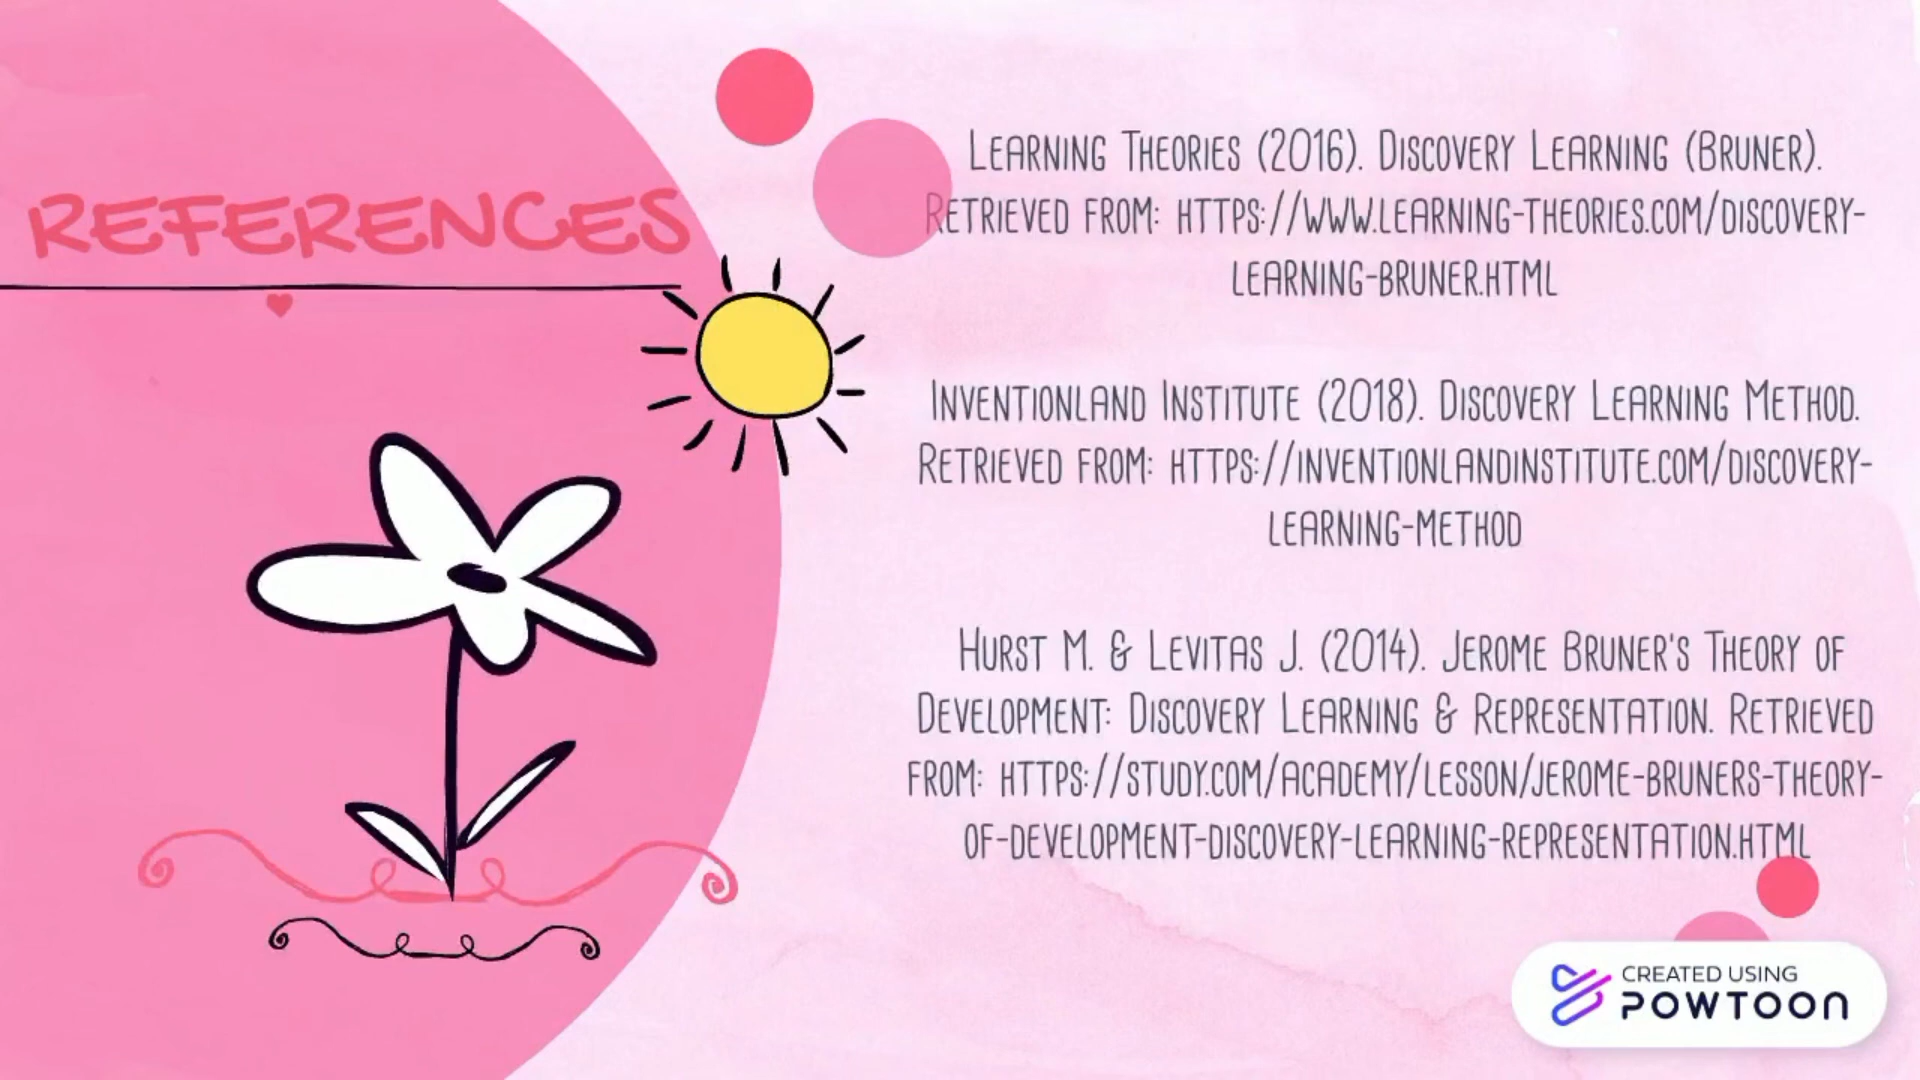 REFERENCES
Learning Theories (2016). Discovery Learning (Bruner).
Retrieved from: https://www.learning-theories.com/discovery-
learning-bruner.html
Inventionland Institute (2018). Discovery Learning Method.
Retrieved from: https://inventionlandinstitute.com/discovery-
learning-method
Hurst M. & Levitas J. (2014). Jerome Bruner's Theory of
Development: Discovery Learning & Representation. Retrieved
from: https://study.com/academy/lesson/jerome-bruners-theory-
of-development-discovery-learning-representation.html
CREATED USING
POWTOON